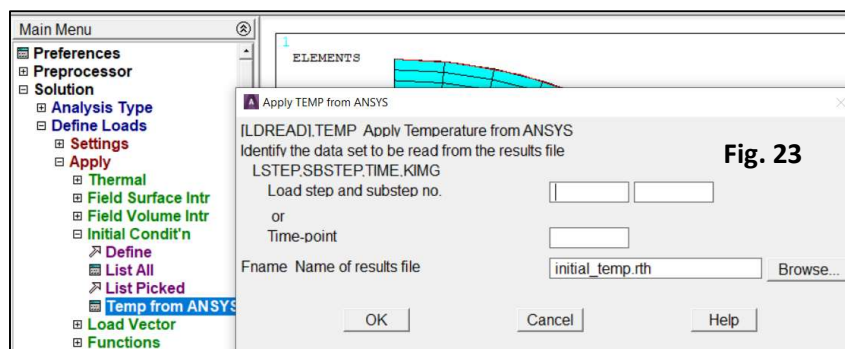 Main Menu
Preferences
Preprocessor
Solution
Analysis Type
Define Loads
Settings
Apply
Thermal
Field Surface Intr
Field Volume Intr
Initial Condit'n
Define
List All
List Picked
Temp from ANSYS
Load Vector
Functions
1
ELEMENTS
Apply TEMP from ANSYS
[LDREAD],TEMP Apply Temperature from ANSYS
Identify the data set to be read from the results file
LSTEP,SBSTEP,TIME,KIMG
Load step and substep no.
or
Time-point
Fname Name of results file initial_temp.rth Browse...
OK Cancel Help
Fig. 23